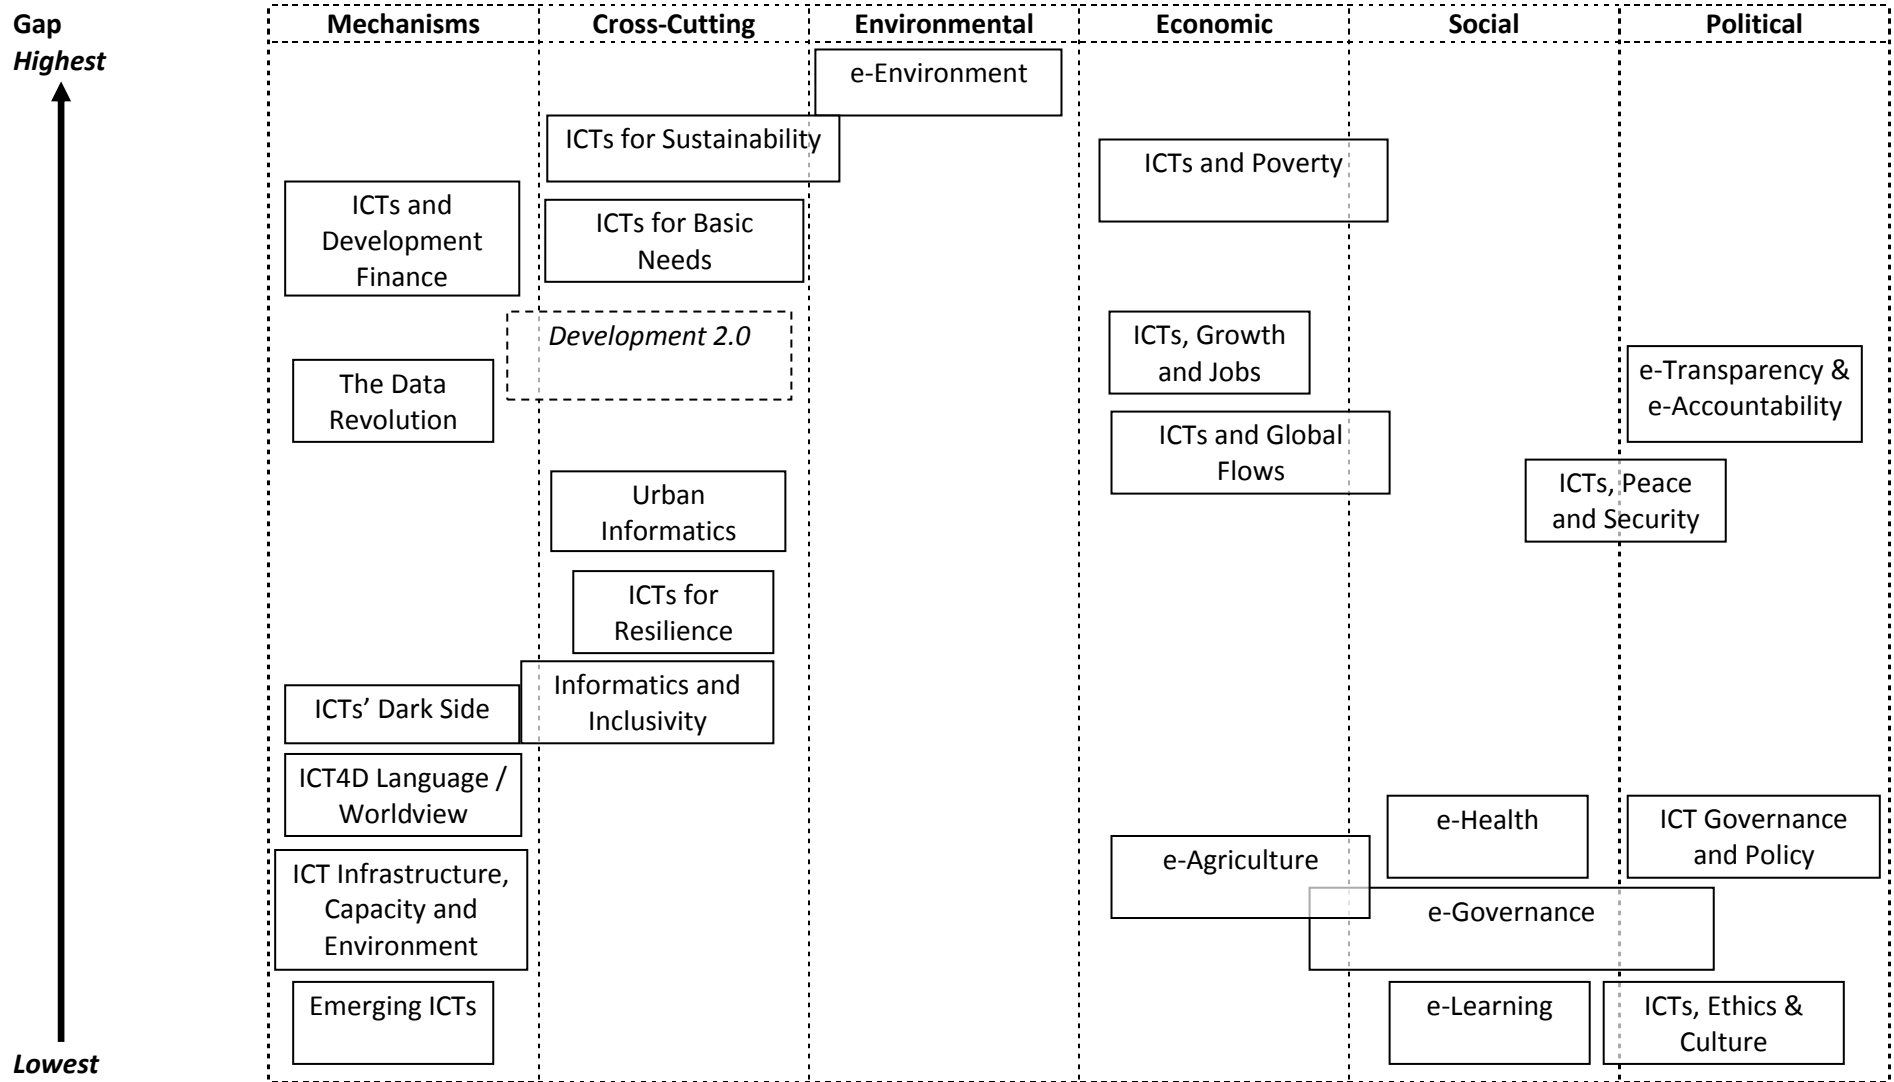 Gap
Highest
Lowest
Mechanisms
Cross-Cutting
Environmental
Economic
Social
Political
e-Environment
ICTs for Sustainability
ICTs and Poverty
ICTs and
Development
Finance
ICTs for Basic
Needs
Development 2.0
ICTs, Growth
and Jobs
The Data
Revolution
e-Transparency &
e-Accountability
ICTs and Global
Flows
Urban
Informatics
ICTs, Peace
and Security
ICTs for
Resilience
Informatics and
Inclusivity
ICTs’ Dark Side
ICT4D Language /
Worldview
e-Health
ICT Governance
and Policy
e-Agriculture
ICT Infrastructure,
Capacity and
Environment
e-Governance
Emerging ICTs
e-Learning
ICTs, Ethics &
Culture